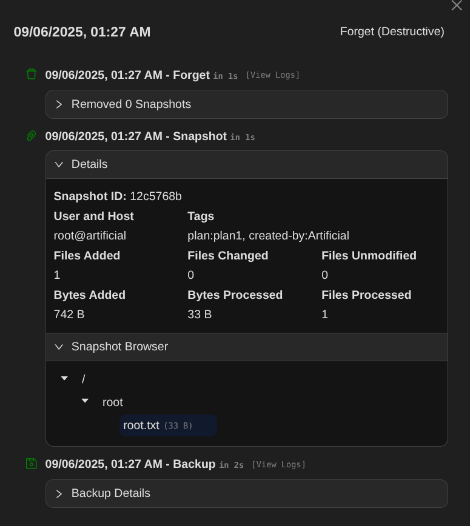 09/06/2025, 01:27 AM Forget (Destructive)
09/06/2025, 01:27 AM - Forget in 1s [View Logs]
Removed 0 Snapshots
09/06/2025, 01:27 AM - Snapshot in 1s
Details
Snapshot ID: 12c5768b
User and Host Tags
root@artificial plan:plan1, created-by:Artificial
Files Added Files Changed Files Unmodified
1 0 0
Bytes Added Bytes Processed Files Processed
742 B 33 B 1
Snapshot Browser
/
root
root.txt (33 B)
09/06/2025, 01:27 AM - Backup in 2s [View Logs]
Backup Details